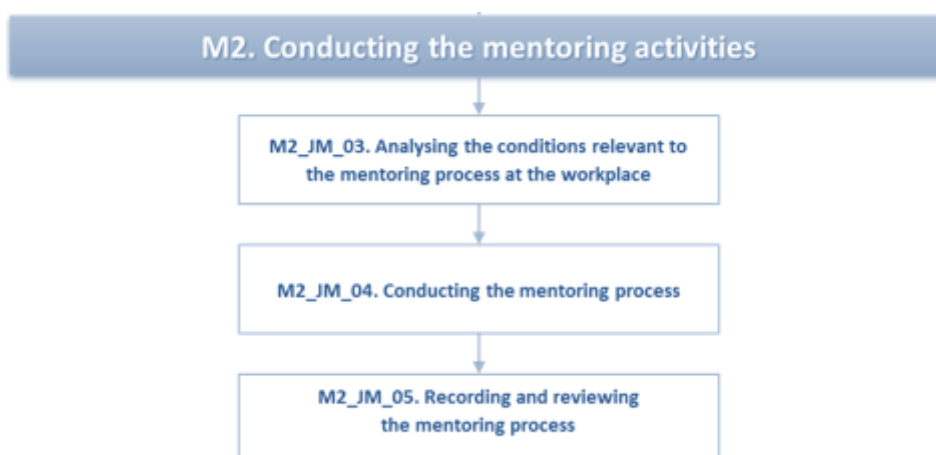 M2. Conducting the mentoring activities
M2_JM_03. Analysing the conditions relevant to
the mentoring process at the workplace
M2_JM_04. Conducting the mentoring process
M2_JM_05. Recording and reviewing
the mentoring process